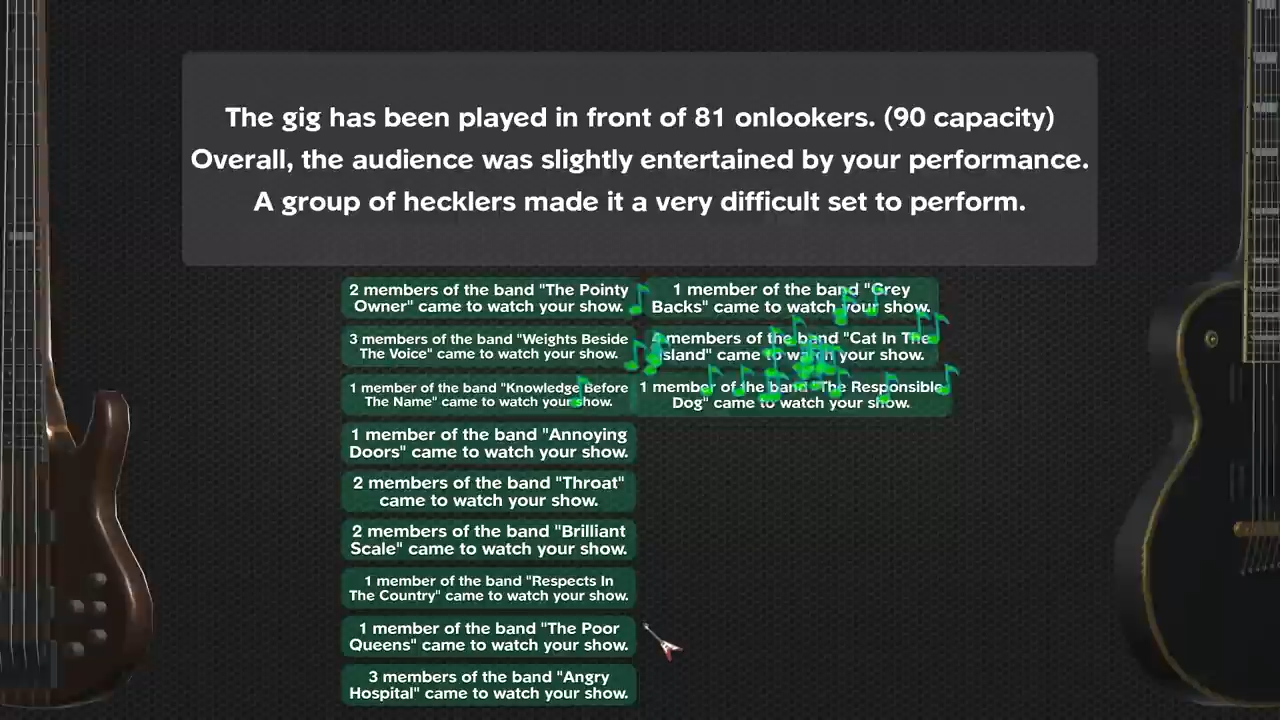 The gig has been played in front of 81 onlookers. (90 capacity)
Overall, the audience was slightly entertained by your performance.
A group of hecklers made it a very difficult set to perform.
2 members of the band "The Pointy
Owner" came to watch your show.
3 members of the band "Weights Beside
The Voice" came to watch your show.
1 member of the band "Knowledge Before
The Name" came to watch your show.
1 member of the band "Annoying
Doors" came to watch your show.
2 members of the band "Throat"
came to watch your show.
2 members of the band "Brilliant
Scale" came to watch your show.
1 member of the band "Respects In
The Country" came to watch your show.
1 member of the band "The Poor
Queens" came to watch your show.
3 members of the band "Angry
Hospital" came to watch your show.
1 member of the band "Grey
Backs" came to watch your show.
members of the band "Cat In The
Island" came to watch your show.
1 member of the band "The Responsible
Dog" came to watch your show.